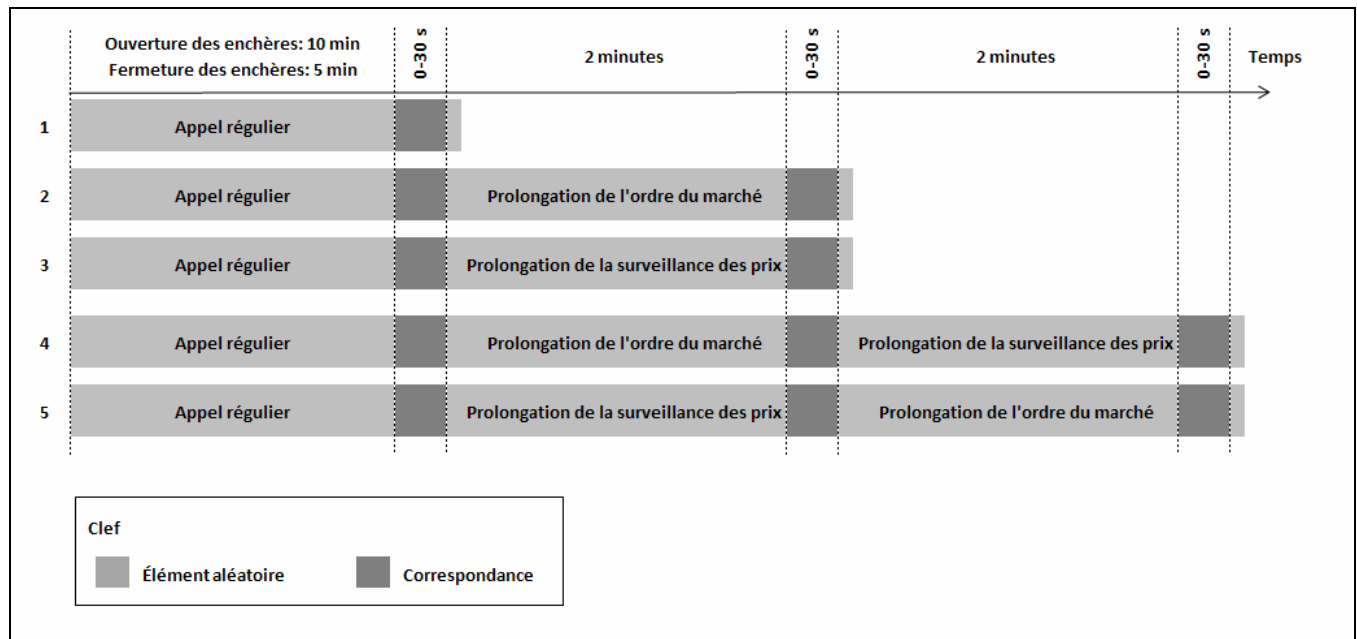 Ouverture des enchères: 10 min
Fermeture des enchères: 5 min
0-30 s
2 minutes
0-30 s
2 minutes
0-30 s
Temps
1 Appel régulier
2 Appel régulier Prolongation de l'ordre du marché
3 Appel régulier Prolongation de la surveillance des prix
4 Appel régulier Prolongation de l'ordre du marché Prolongation de la surveillance des prix
5 Appel régulier Prolongation de la surveillance des prix Prolongation de l'ordre du marché
Clef
Élément aléatoire Correspondance